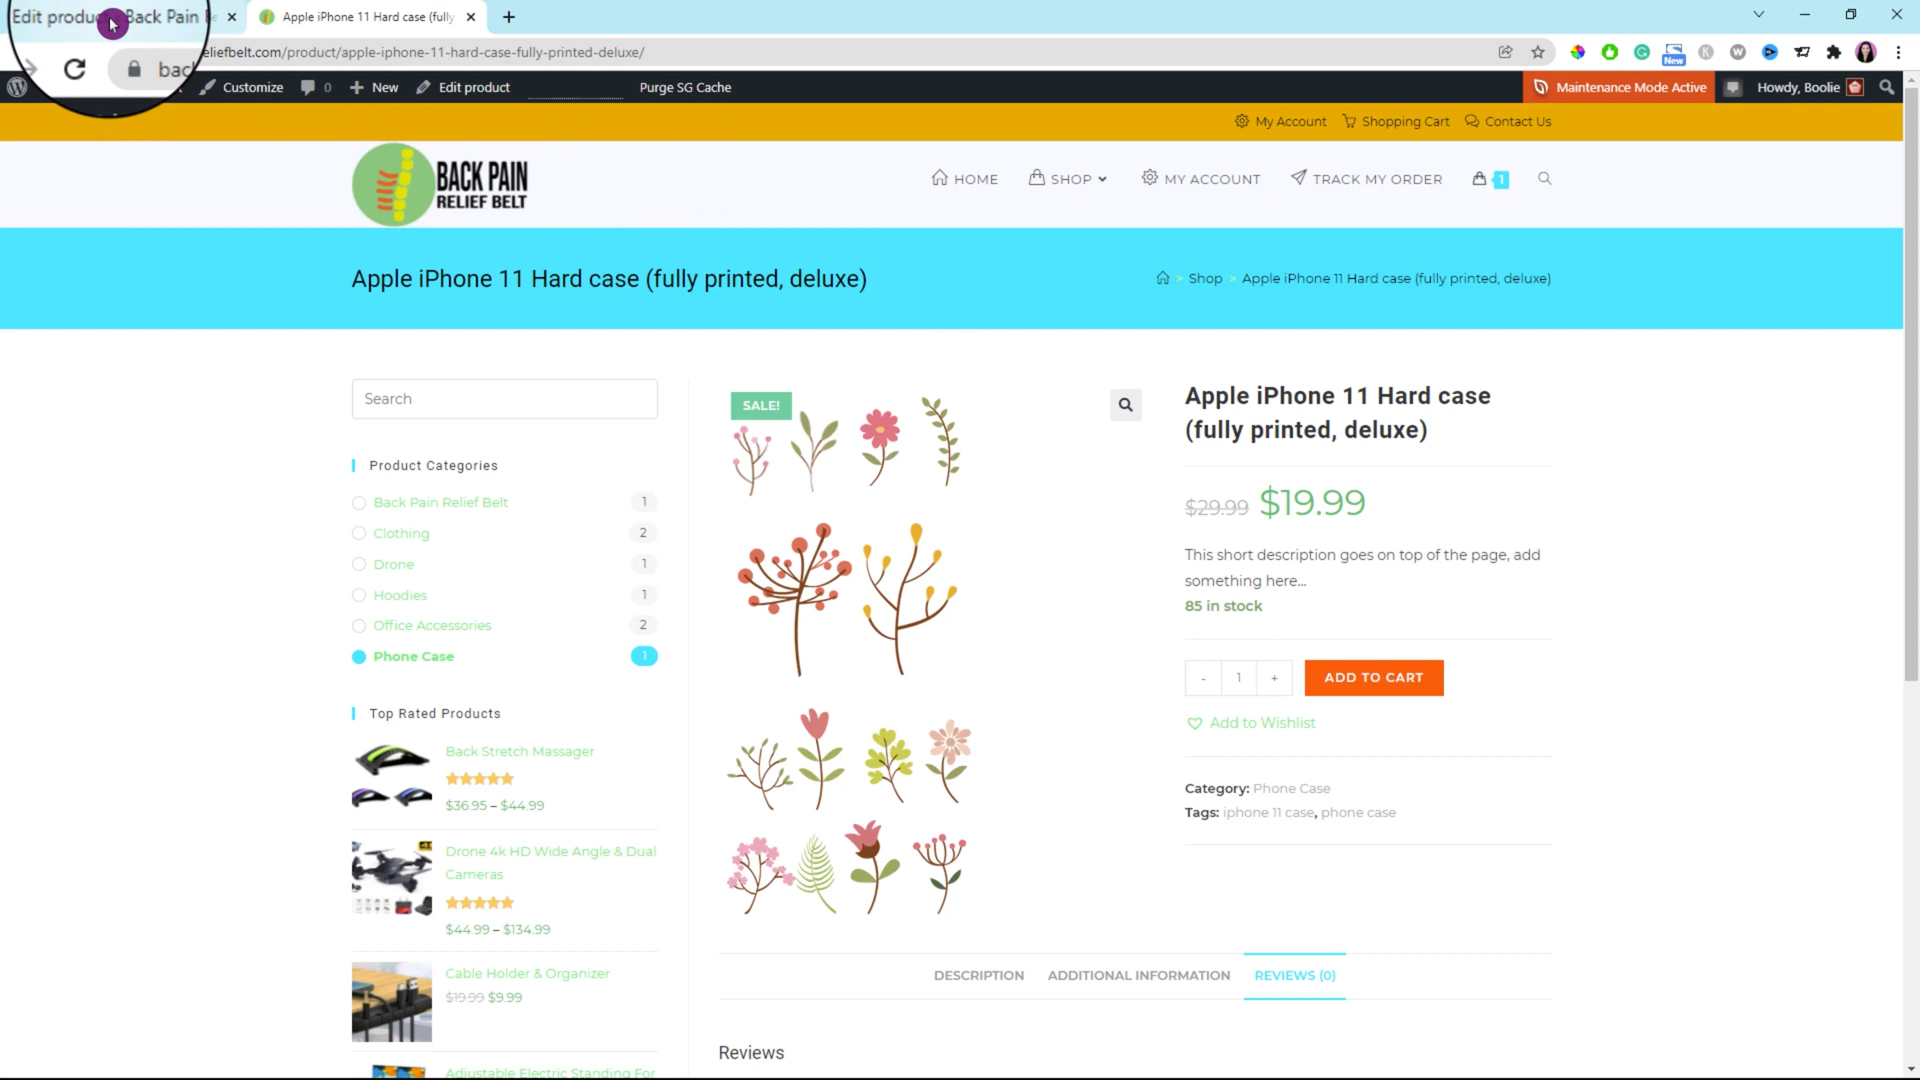 Edit product Back Pain
Apple iPhone 11 Hard case (fully
eliefbelt.com/product/apple-iphone-11-hard-case-fully-printed-deluxe/
New
bac
Customize 0 New Edit product Purge SG Cache
Maintenance Mode Active Howdy, Boolie
My Account Shopping Cart Contact Us
BACK PAIN
RELIEF BELT
HOME SHOP MY ACCOUNT TRACK MY ORDER 1
Apple iPhone 11 Hard case (fully printed, deluxe)
> Shop > Apple iPhone 11 Hard case (fully printed, deluxe)
Search
Product Categories
Back Pain Relief Belt 1
Clothing 2
Drone 1
Hoodies 1
Office Accessories 2
Phone Case 1
Top Rated Products
Back Stretch Massager
$36.95 – $44.99
Drone 4k HD Wide Angle & Dual
Cameras
$44.99 – $134.99
Cable Holder & Organizer
$19.99 $9.99
Adjustable Electric Standing For
SALE!
Apple iPhone 11 Hard case
(fully printed, deluxe)
$29.99 $19.99
This short description goes on top of the page, add
something here...
85 in stock
- 1 + ADD TO CART
Add to Wishlist
Category: Phone Case
Tags: iphone 11 case, phone case
DESCRIPTION ADDITIONAL INFORMATION REVIEWS (0)
Reviews